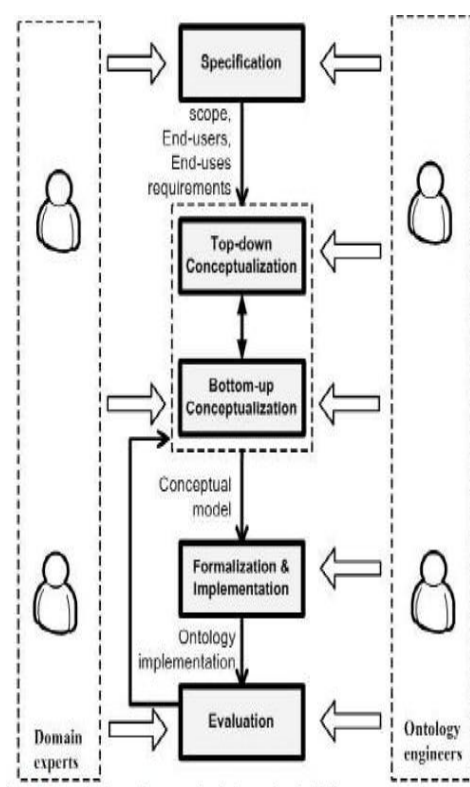 Specification
scope,
End-users,
End-uses
requirements
Top-down
Conceptualization
Bottom-up
Conceptualization
Conceptual
model
Formalization &
Implementation
Ontology
implementation
Evaluation
Domain
experts
Ontology
engineers